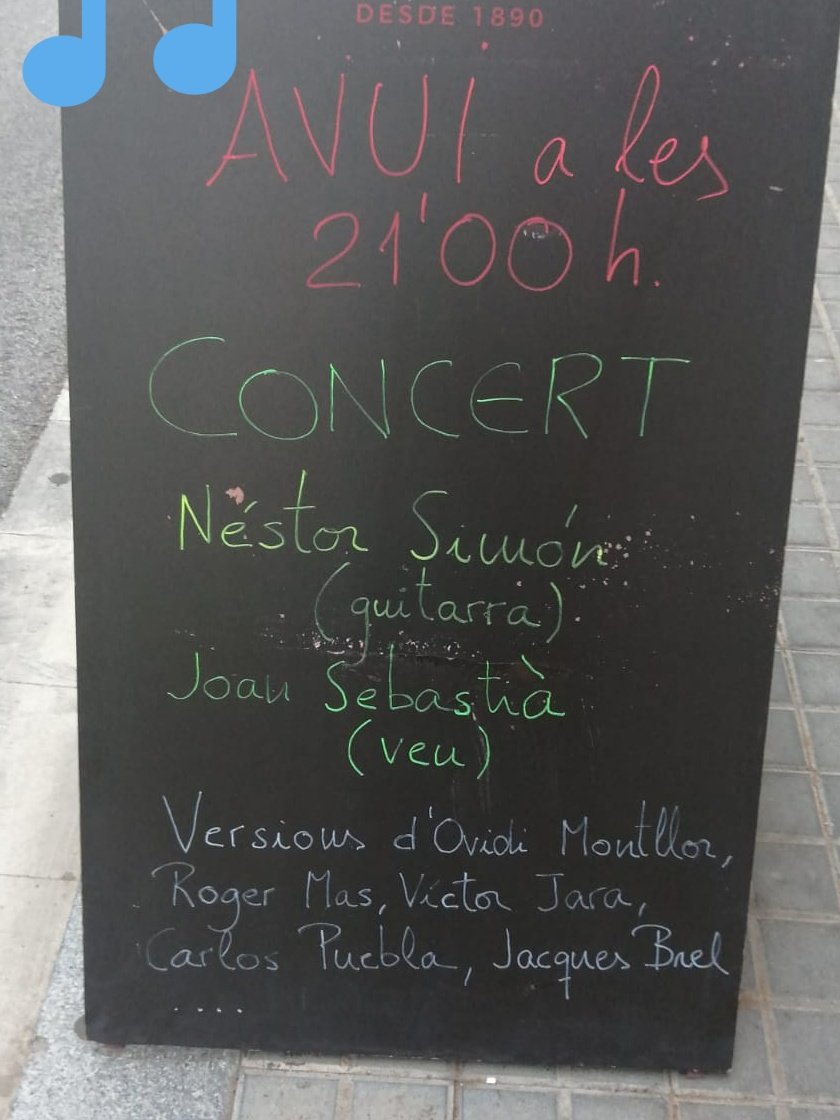 DESDE 1890
AVUI a les
21'00 h.
CONCERT
Néstor Simón
(guitarra)
Joan Sebastià
(veu)
Versions d'Ovidi Montllor,
Roger Mas, Víctor Jara,
Carlos Puebla, Jacques Brel
....